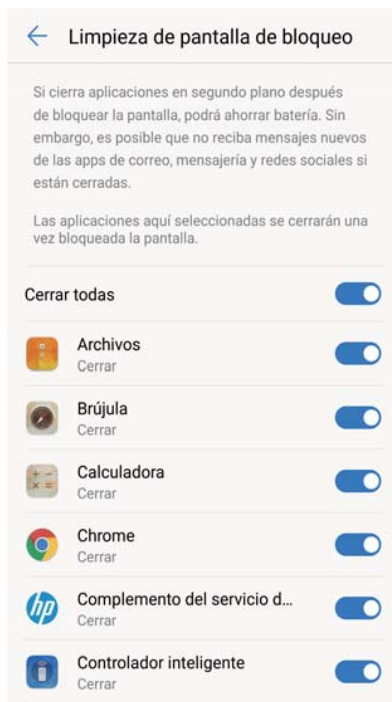 Limpieza de pantalla de bloqueo
Si cierra aplicaciones en segundo plano después
de bloquear la pantalla, podrá ahorrar batería. Sin
embargo, es posible que no reciba mensajes nuevos
de las apps de correo, mensajería y redes sociales si
están cerradas.
Las aplicaciones aquí seleccionadas se cerrarán una
vez bloqueada la pantalla.
Cerrar todas
Archivos
Cerrar
Brújula
Cerrar
Calculadora
Cerrar
Chrome
Cerrar
hp
Complemento del servicio d...
Cerrar
Controlador inteligente
Cerrar